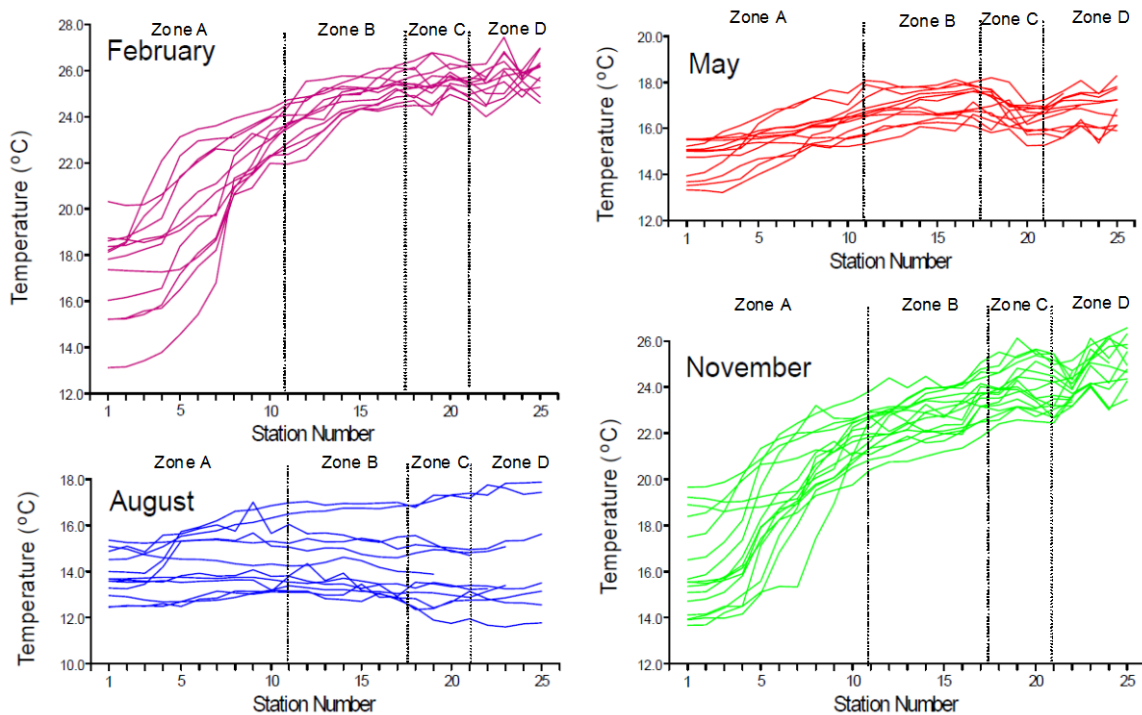 Zone A Zone B Zone C Zone D
February
28.0
26.0
24.0
22.0
20.0
18.0
16.0
14.0
12.0
Temperature (°C)
1 5 10 15 20 25
Station Number
Zone A Zone B Zone C Zone D
May
20.0
18.0
16.0
14.0
12.0
Temperature (°C)
1 5 10 15 20 25
Station Number
Zone A Zone B Zone C Zone D
August
18.0
16.0
14.0
12.0
10.0
Temperature (°C)
1 5 10 15 20 25
Station Number
Zone A Zone B Zone C Zone D
November
26.0
24.0
22.0
20.0
18.0
16.0
14.0
12.0
Temperature (°C)
1 5 10 15 20 25
Station Number